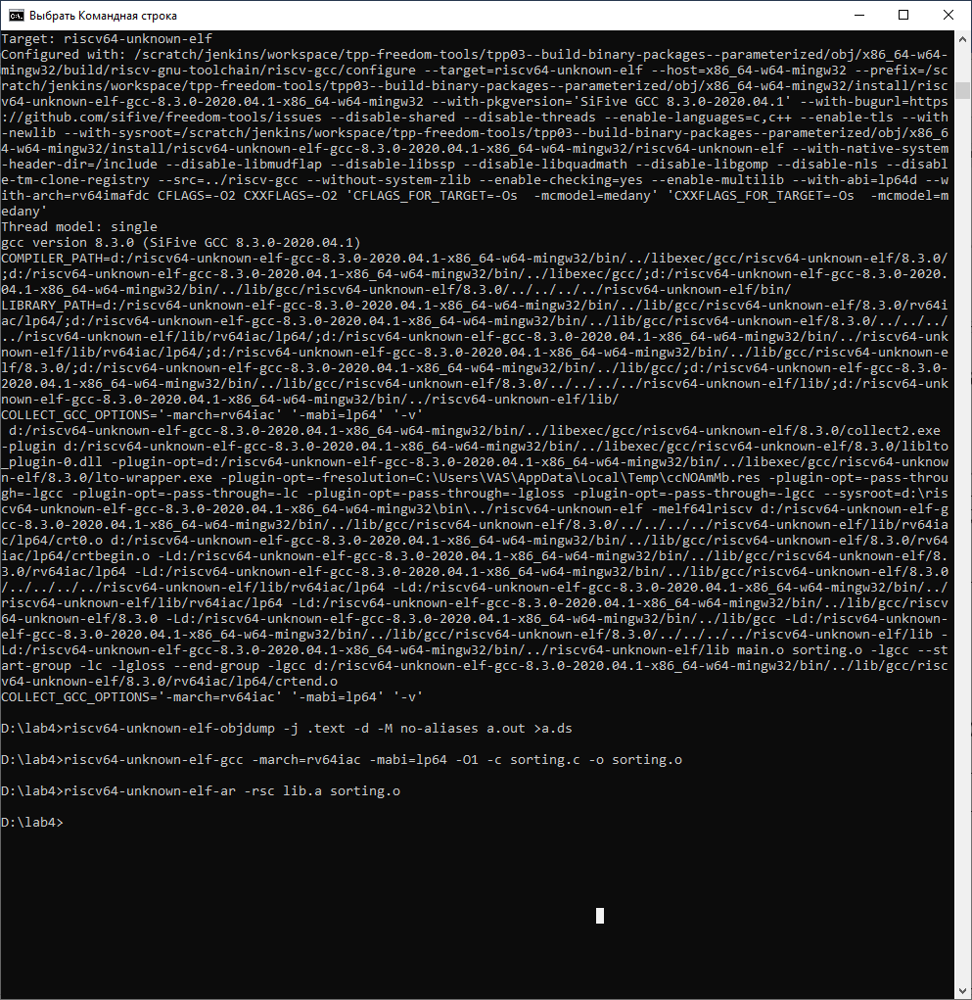 Выбрать Командная строка
Target: riscv64-unknown-elf
Configured with: /scratch/jenkins/workspace/tpp-freedom-tools/tpp03--build-binary-packages--parameterized/obj/x86_64-w64-
mingw32/build/riscv-gnu-toolchain/riscv-gcc/configure --target=riscv64-unknown-elf --host=x86_64-w64-mingw32 --prefix=/sc
ratch/jenkins/workspace/tpp-freedom-tools/tpp03--build-binary-packages--parameterized/obj/x86_64-w64-mingw32/install/risc
v64-unknown-elf-gcc-8.3.0-2020.04.1-x86_64-w64-mingw32 --with-pkgversion='SiFive GCC 8.3.0-2020.04.1' --with-bugurl=https
://github.com/sifive/freedom-tools/issues --disable-shared --disable-threads --enable-languages=c,c++ --enable-tls --with
-newlib --with-sysroot=/scratch/jenkins/workspace/tpp-freedom-tools/tpp03--build-binary-packages--parameterized/obj/x86_6
4-w64-mingw32/install/riscv64-unknown-elf-gcc-8.3.0-2020.04.1-x86_64-w64-mingw32/riscv64-unknown-elf --with-native-system
-header-dir=/include --disable-libmudflap --disable-libssp --disable-libquadmath --disable-libgomp --disable-nls --disabl
e-tm-clone-registry --src=../riscv-gcc --without-system-zlib --enable-checking=yes --enable-multilib --with-abi=lp64d --w
ith-arch=rv64imafdc CFLAGS=-O2 CXXFLAGS=-O2 'CFLAGS_FOR_TARGET=-Os  -mcmodel=medany' 'CXXFLAGS_FOR_TARGET=-Os  -mcmodel=m
edany'
Thread model: single
gcc version 8.3.0 (SiFive GCC 8.3.0-2020.04.1)
COMPILER_PATH=d:/riscv64-unknown-elf-gcc-8.3.0-2020.04.1-x86_64-w64-mingw32/bin/../libexec/gcc/riscv64-unknown-elf/8.3.0/
;d:/riscv64-unknown-elf-gcc-8.3.0-2020.04.1-x86_64-w64-mingw32/bin/../libexec/gcc/;d:/riscv64-unknown-elf-gcc-8.3.0-2020.
04.1-x86_64-w64-mingw32/bin/../lib/gcc/riscv64-unknown-elf/8.3.0/../../../../riscv64-unknown-elf/bin/
LIBRARY_PATH=d:/riscv64-unknown-elf-gcc-8.3.0-2020.04.1-x86_64-w64-mingw32/bin/../lib/gcc/riscv64-unknown-elf/8.3.0/rv64i
ac/lp64/;d:/riscv64-unknown-elf-gcc-8.3.0-2020.04.1-x86_64-w64-mingw32/bin/../lib/gcc/riscv64-unknown-elf/8.3.0/../../../
../riscv64-unknown-elf/lib/rv64iac/lp64/;d:/riscv64-unknown-elf-gcc-8.3.0-2020.04.1-x86_64-w64-mingw32/bin/../riscv64-unk
nown-elf/lib/rv64iac/lp64/;d:/riscv64-unknown-elf-gcc-8.3.0-2020.04.1-x86_64-w64-mingw32/bin/../lib/gcc/riscv64-unknown-e
lf/8.3.0/;d:/riscv64-unknown-elf-gcc-8.3.0-2020.04.1-x86_64-w64-mingw32/bin/../lib/gcc/;d:/riscv64-unknown-elf-gcc-8.3.0-
2020.04.1-x86_64-w64-mingw32/bin/../lib/gcc/riscv64-unknown-elf/8.3.0/../../../../riscv64-unknown-elf/lib/;d:/riscv64-unk
nown-elf-gcc-8.3.0-2020.04.1-x86_64-w64-mingw32/bin/../riscv64-unknown-elf/lib/
COLLECT_GCC_OPTIONS='-march=rv64iac' '-mabi=lp64' '-v'
 d:/riscv64-unknown-elf-gcc-8.3.0-2020.04.1-x86_64-w64-mingw32/bin/../libexec/gcc/riscv64-unknown-elf/8.3.0/collect2.exe
-plugin d:/riscv64-unknown-elf-gcc-8.3.0-2020.04.1-x86_64-w64-mingw32/bin/../libexec/gcc/riscv64-unknown-elf/8.3.0/liblto
_plugin-0.dll -plugin-opt=d:/riscv64-unknown-elf-gcc-8.3.0-2020.04.1-x86_64-w64-mingw32/bin/../libexec/gcc/riscv64-unknow
n-elf/8.3.0/lto-wrapper.exe -plugin-opt=-fresolution=C:\Users\VAS\AppData\Local\Temp\ccNOAmMb.res -plugin-opt=-pass-throu
gh=-lgcc -plugin-opt=-pass-through=-lc -plugin-opt=-pass-through=-lgloss -plugin-opt=-pass-through=-lgcc --sysroot=d:\ris
cv64-unknown-elf-gcc-8.3.0-2020.04.1-x86_64-w64-mingw32\bin\../riscv64-unknown-elf -melf64lriscv d:/riscv64-unknown-elf-g
cc-8.3.0-2020.04.1-x86_64-w64-mingw32/bin/../lib/gcc/riscv64-unknown-elf/8.3.0/../../../../riscv64-unknown-elf/lib/rv64ia
c/lp64/crt0.o d:/riscv64-unknown-elf-gcc-8.3.0-2020.04.1-x86_64-w64-mingw32/bin/../lib/gcc/riscv64-unknown-elf/8.3.0/rv64
iac/lp64/crtbegin.o -Ld:/riscv64-unknown-elf-gcc-8.3.0-2020.04.1-x86_64-w64-mingw32/bin/../lib/gcc/riscv64-unknown-elf/8.
3.0/rv64iac/lp64 -Ld:/riscv64-unknown-elf-gcc-8.3.0-2020.04.1-x86_64-w64-mingw32/bin/../lib/gcc/riscv64-unknown-elf/8.3.0
/../../../../riscv64-unknown-elf/lib/rv64iac/lp64 -Ld:/riscv64-unknown-elf-gcc-8.3.0-2020.04.1-x86_64-w64-mingw32/bin/../
riscv64-unknown-elf/lib/rv64iac/lp64 -Ld:/riscv64-unknown-elf-gcc-8.3.0-2020.04.1-x86_64-w64-mingw32/bin/../lib/gcc/riscv
64-unknown-elf/8.3.0 -Ld:/riscv64-unknown-elf-gcc-8.3.0-2020.04.1-x86_64-w64-mingw32/bin/../lib/gcc -Ld:/riscv64-unknown-
elf-gcc-8.3.0-2020.04.1-x86_64-w64-mingw32/bin/../lib/gcc/riscv64-unknown-elf/8.3.0/../../../../riscv64-unknown-elf/lib -
Ld:/riscv64-unknown-elf-gcc-8.3.0-2020.04.1-x86_64-w64-mingw32/bin/../riscv64-unknown-elf/lib main.o sorting.o -lgcc --st
art-group -lc -lgloss --end-group -lgcc d:/riscv64-unknown-elf-gcc-8.3.0-2020.04.1-x86_64-w64-mingw32/bin/../lib/gcc/risc
v64-unknown-elf/8.3.0/rv64iac/lp64/crtend.o
COLLECT_GCC_OPTIONS='-march=rv64iac' '-mabi=lp64' '-v'
D:\lab4>riscv64-unknown-elf-objdump -j .text -d -M no-aliases a.out >a.ds
D:\lab4>riscv64-unknown-elf-gcc -march=rv64iac -mabi=lp64 -O1 -c sorting.c -o sorting.o
D:\lab4>riscv64-unknown-elf-ar -rsc lib.a sorting.o
D:\lab4>